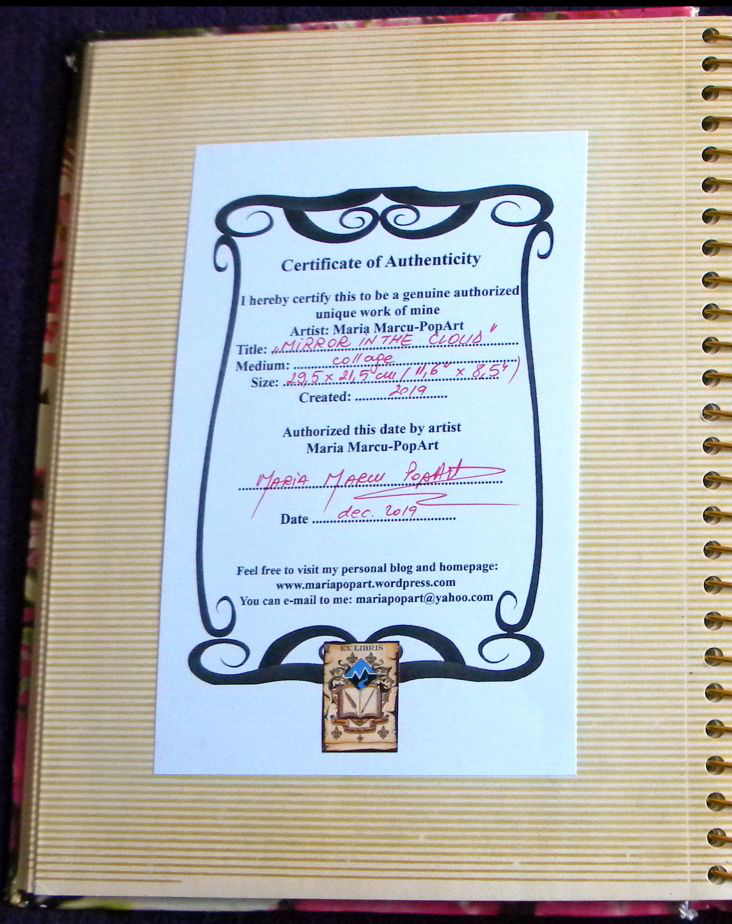 Certificate of Authenticity
I hereby certify this to be a genuine authorized
unique work of mine
Artist: Maria Marcu-PopArt
Title: „MIRROR IN THE CLOUD"
Medium: collage
Size: 29,5 x 21,5 cm ( 11,6" x 8,5")
Created: 2019
Authorized this date by artist
Maria Marcu-PopArt
MARIA MARCU POPART
Date dec. 2019
Feel free to visit my personal blog and homepage:
www.mariapopart.wordpress.com
You can e-mail to me: mariapopart@yahoo.com
EX LIBRIS